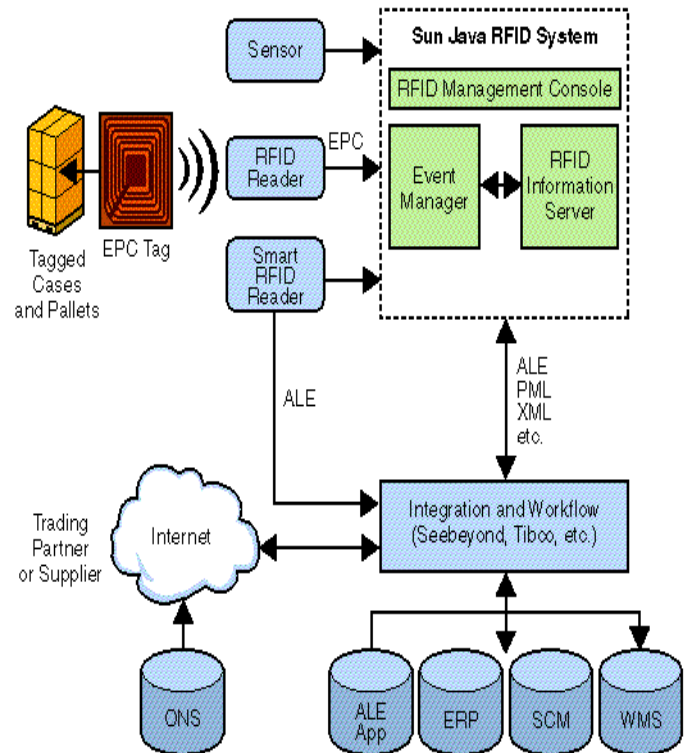 Sun Java RFID System
Sensor
RFID Management Console
EPC
RFID
Reader
Event
Manager
RFID
Information
Server
EPC Tag
Tagged
Cases
and Pallets
Smart
RFID
Reader
ALE
ALE
PML
XML
etc.
Integration and Workflow
(Seebeyond, Tibco, etc.)
Trading
Partner
or Supplier
Internet
ONS
ALE
App
ERP
SCM
WMS